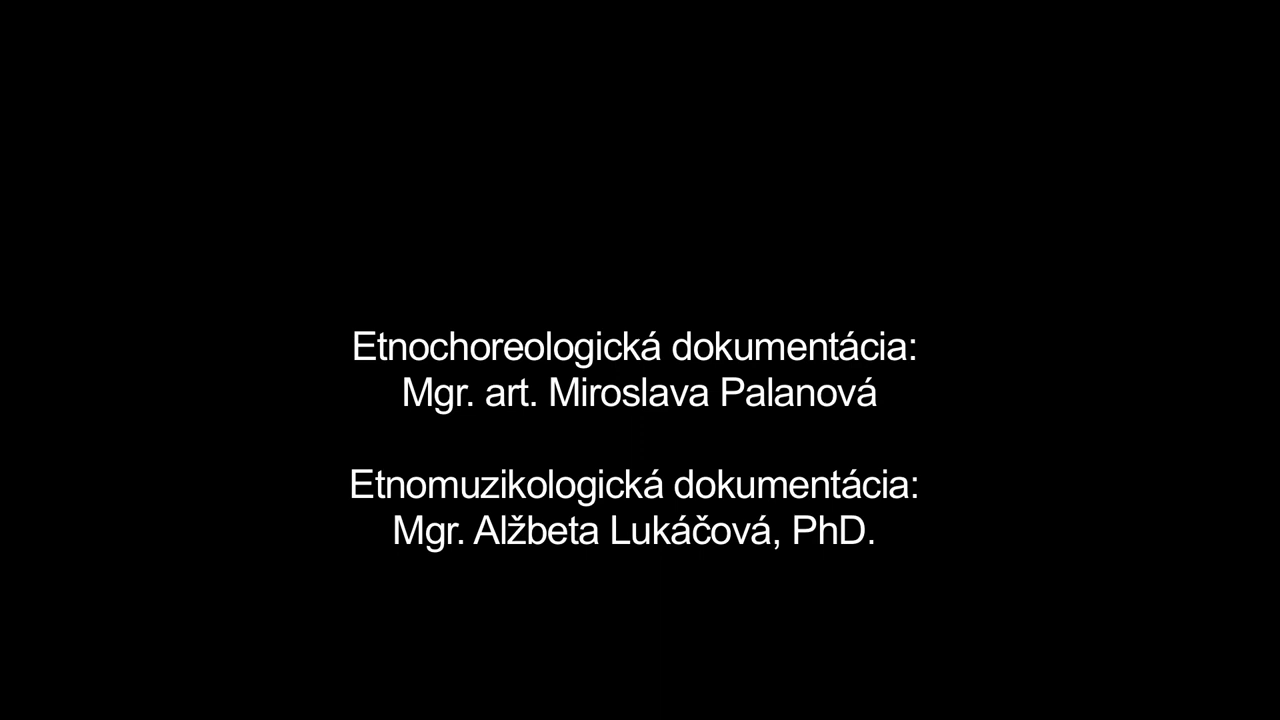 Etnochoreologická dokumentácia:
Mgr. art. Miroslava Palanová
Etnomuzikologická dokumentácia:
Mgr. Alžbeta Lukáčová, PhD.